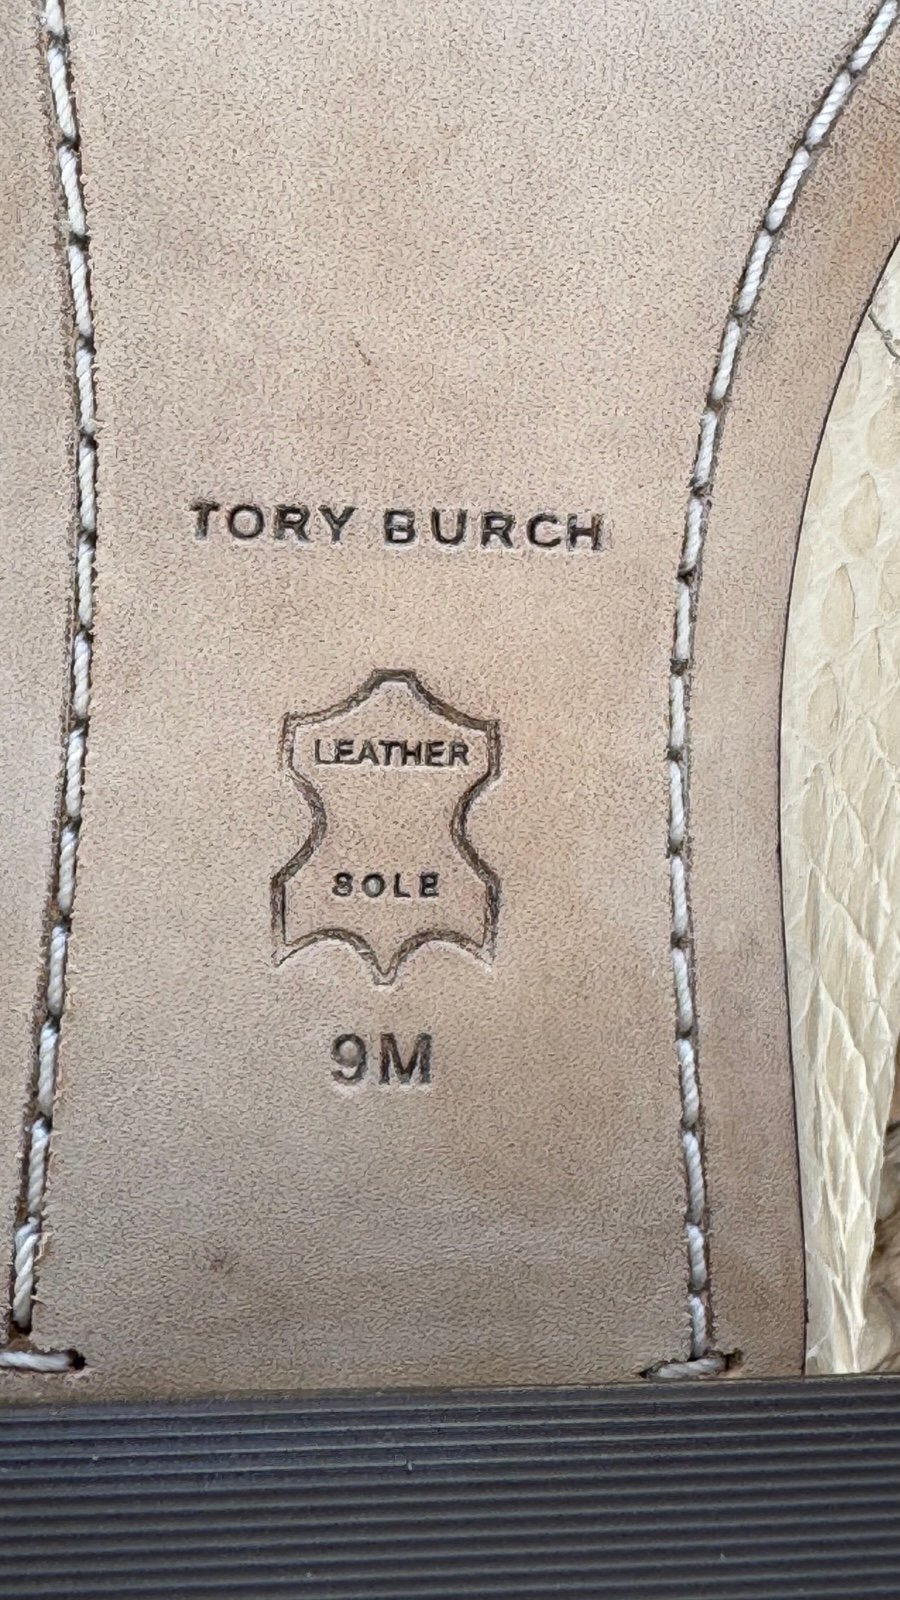 TORY BURCH
LEATHER
SOLE
9M